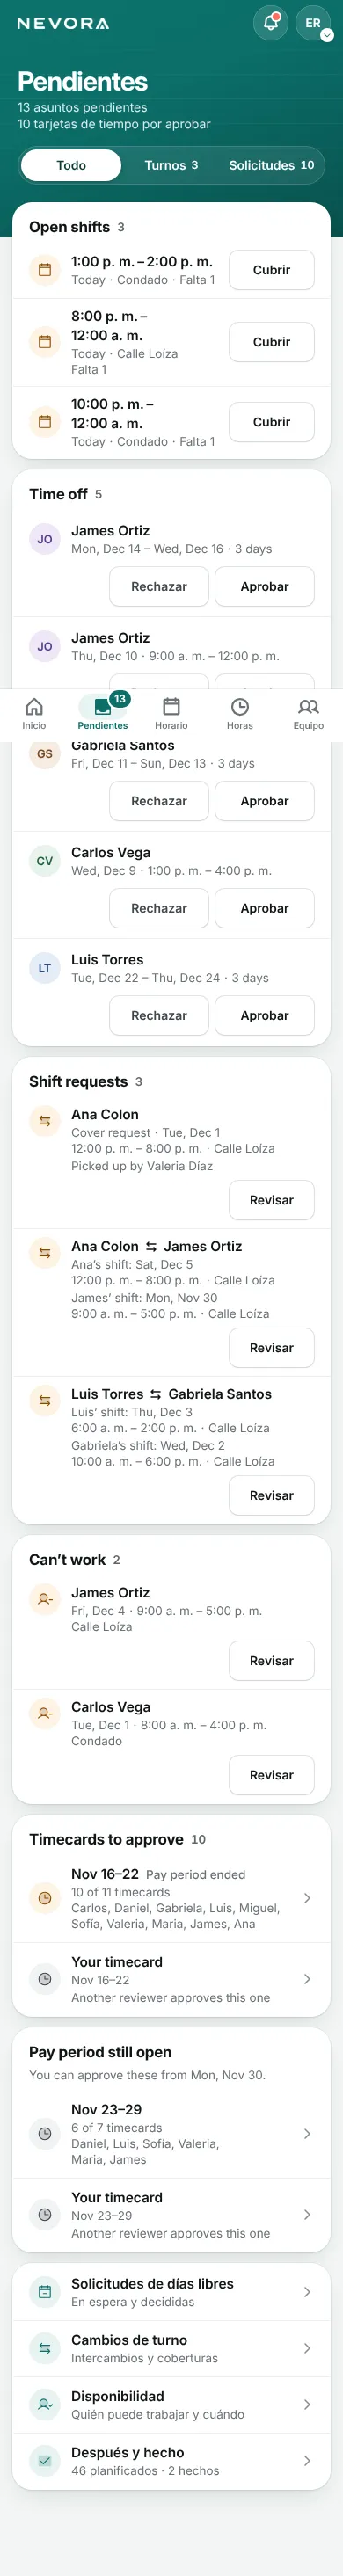 NEVORA
ER
Pendientes
13 asuntos pendientes
10 tarjetas de tiempo por aprobar
Todo
Turnos 3
Solicitudes 10
Open shifts 3
1:00 p. m. – 2:00 p. m.
Today · Condado · Falta 1
Cubrir
8:00 p. m. –
12:00 a. m.
Today · Calle Loíza
Falta 1
Cubrir
10:00 p. m. –
12:00 a. m.
Today · Condado · Falta 1
Cubrir
Time off 5
JO
James Ortiz
Mon, Dec 14 – Wed, Dec 16 · 3 days
Rechazar
Aprobar
JO
James Ortiz
Thu, Dec 10 · 9:00 a. m. – 12:00 p. m.
13
Inicio
Pendientes
Horario
Horas
Equipo
GS
Gabriela Santos
Fri, Dec 11 – Sun, Dec 13 · 3 days
Rechazar
Aprobar
CV
Carlos Vega
Wed, Dec 9 · 1:00 p. m. – 4:00 p. m.
Rechazar
Aprobar
LT
Luis Torres
Tue, Dec 22 – Thu, Dec 24 · 3 days
Rechazar
Aprobar
Shift requests 3
Ana Colon
Cover request · Tue, Dec 1
12:00 p. m. – 8:00 p. m. · Calle Loíza
Picked up by Valeria Díaz
Revisar
Ana Colon ⇆ James Ortiz
Ana’s shift: Sat, Dec 5
12:00 p. m. – 8:00 p. m. · Calle Loíza
James’ shift: Mon, Nov 30
9:00 a. m. – 5:00 p. m. · Calle Loíza
Revisar
Luis Torres ⇆ Gabriela Santos
Luis’ shift: Thu, Dec 3
6:00 a. m. – 2:00 p. m. · Calle Loíza
Gabriela’s shift: Wed, Dec 2
10:00 a. m. – 6:00 p. m. · Calle Loíza
Revisar
Can’t work 2
James Ortiz
Fri, Dec 4 · 9:00 a. m. – 5:00 p. m.
Calle Loíza
Revisar
Carlos Vega
Tue, Dec 1 · 8:00 a. m. – 4:00 p. m.
Condado
Revisar
Timecards to approve 10
Nov 16–22 Pay period ended
10 of 11 timecards
Carlos, Daniel, Gabriela, Luis, Miguel,
Sofía, Valeria, Maria, James, Ana
Your timecard
Nov 16–22
Another reviewer approves this one
Pay period still open
You can approve these from Mon, Nov 30.
Nov 23–29
6 of 7 timecards
Daniel, Luis, Sofía, Valeria,
Maria, James
Your timecard
Nov 23–29
Another reviewer approves this one
Solicitudes de días libres
En espera y decididas
Cambios de turno
Intercambios y coberturas
Disponibilidad
Quién puede trabajar y cuándo
Después y hecho
46 planificados · 2 hechos